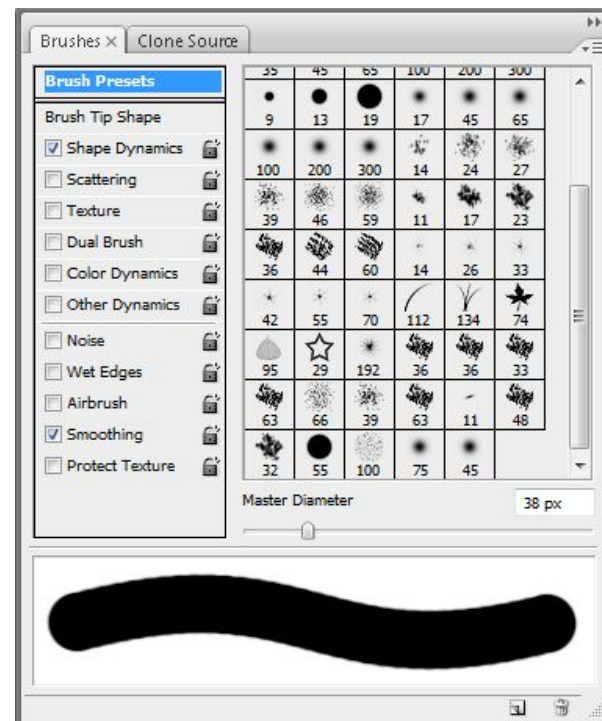 Brushes × Clone Source
Brush Presets
Brush Tip Shape
Shape Dynamics
Scattering
Texture
Dual Brush
Color Dynamics
Other Dynamics
Noise
Wet Edges
Airbrush
Smoothing
Protect Texture
35 45 65 100 200 300
9 13 19 17 45 65
100 200 300 14 24 27
39 46 59 11 17 23
36 44 60 14 26 33
42 55 70 112 134 74
95 29 192 36 36 33
63 66 39 63 11 48
32 55 100 75 45
Master Diameter 38 px